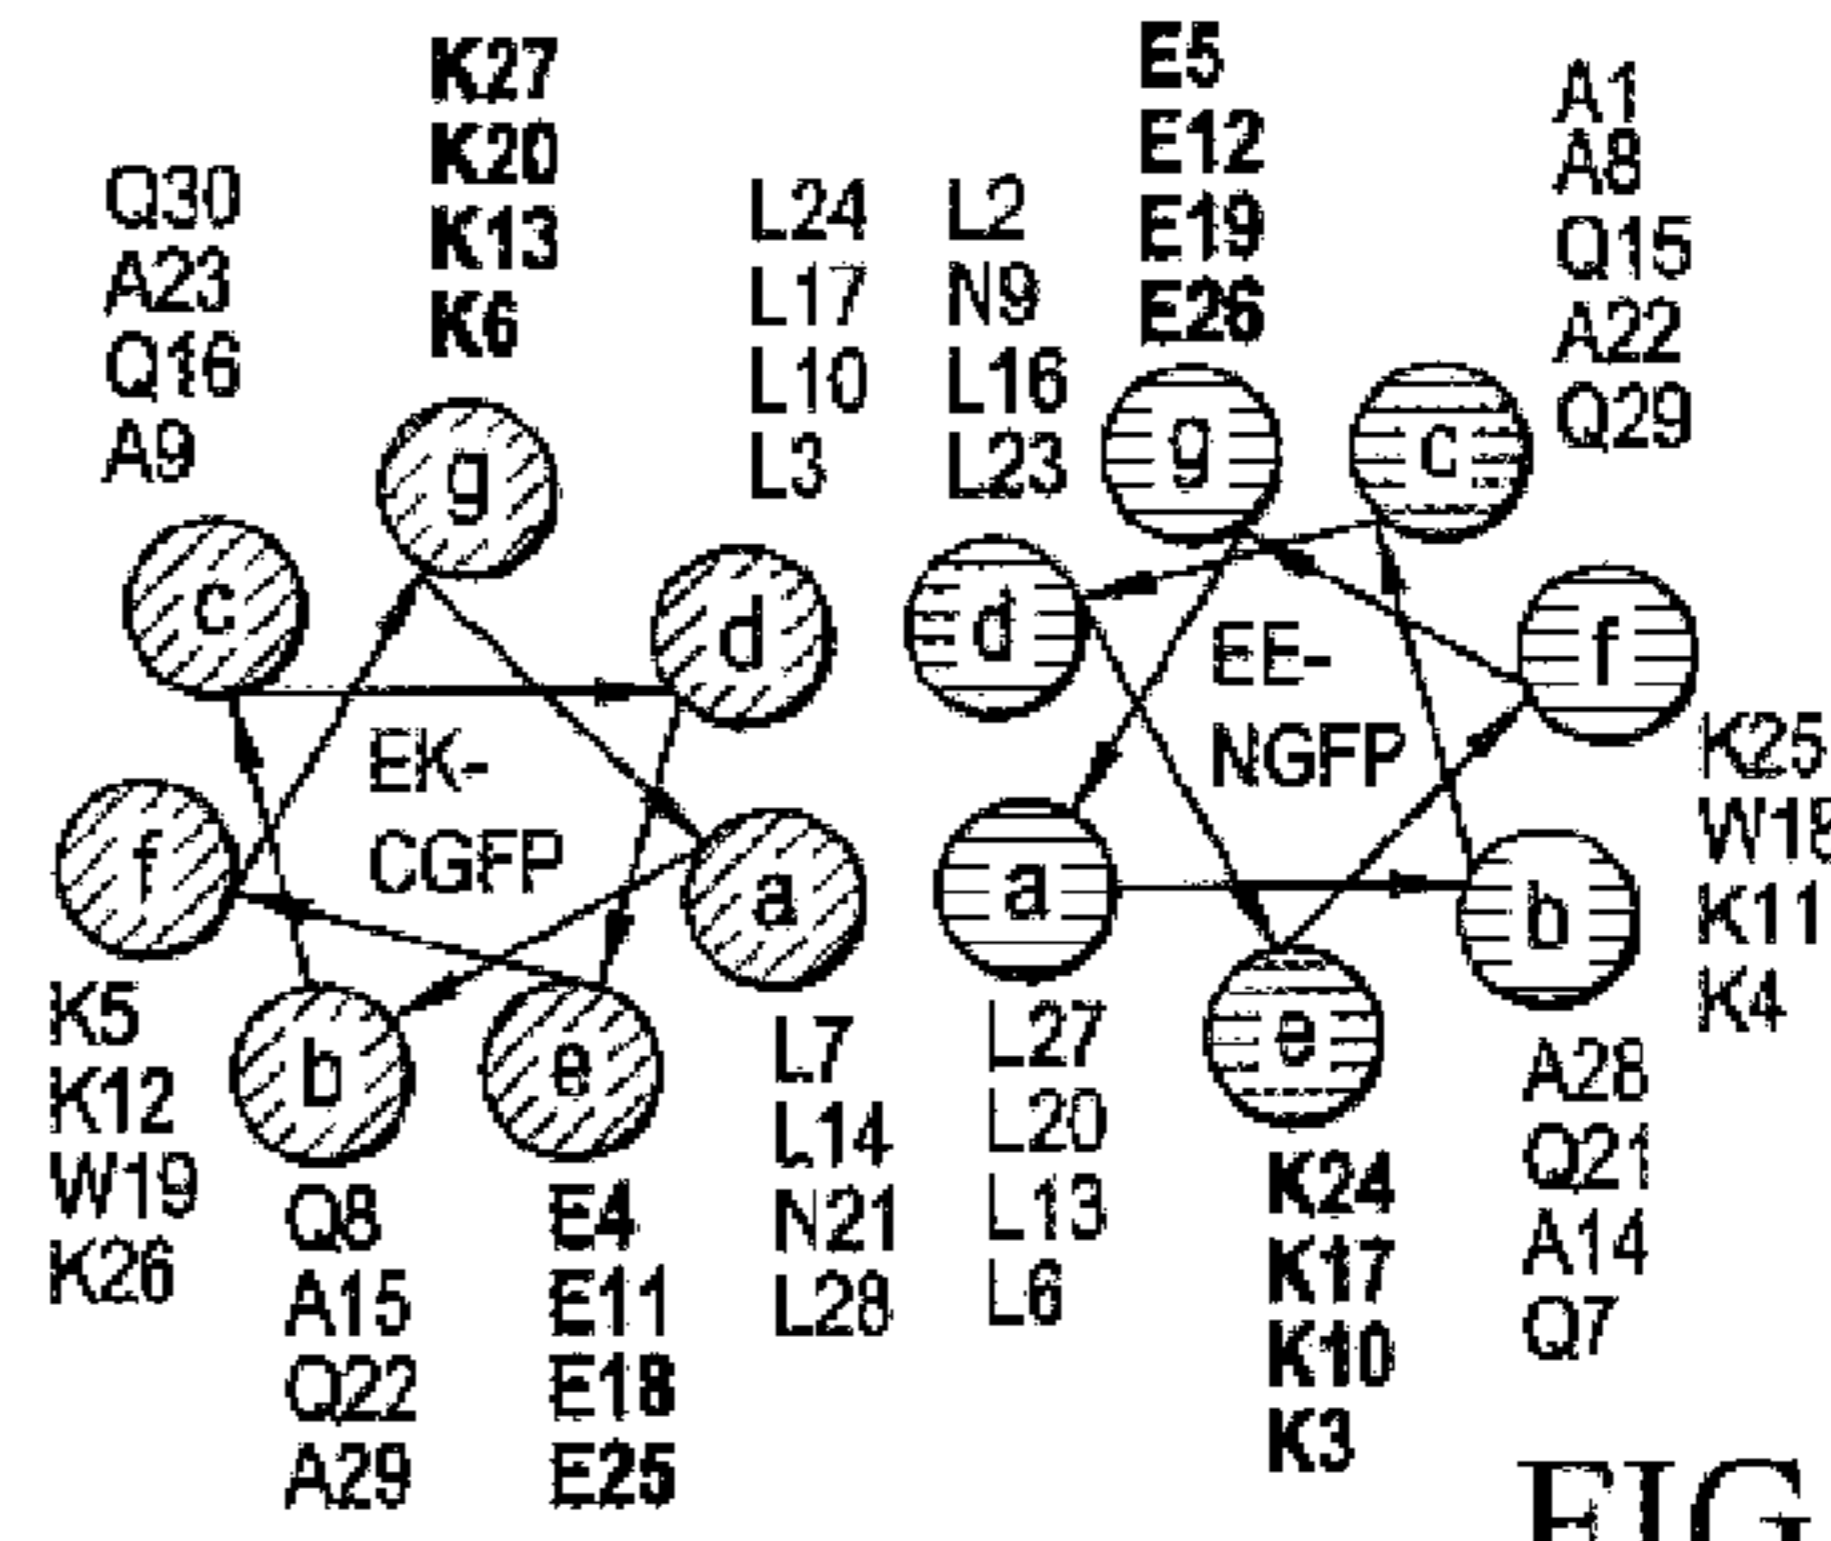 K27
K20
K13
K6
Q30
A23
Q16
A9
L24
L17
L10
L3
g
c
d
f
a
b
e
EK-
CGFP
K5
K12
W19
K26
Q8
A15
Q22
A29
E4
E11
E18
E25
L7
L14
N21
L28
E5
E12
E19
E26
L2
N9
L16
L23
A1
A8
Q15
A22
Q29
g
c
d
f
a
b
e
EE-
NGFP
K25
W18
K11
K4
L27
L20
L13
L6
K24
K17
K10
K3
A28
Q21
A14
Q7
FIG